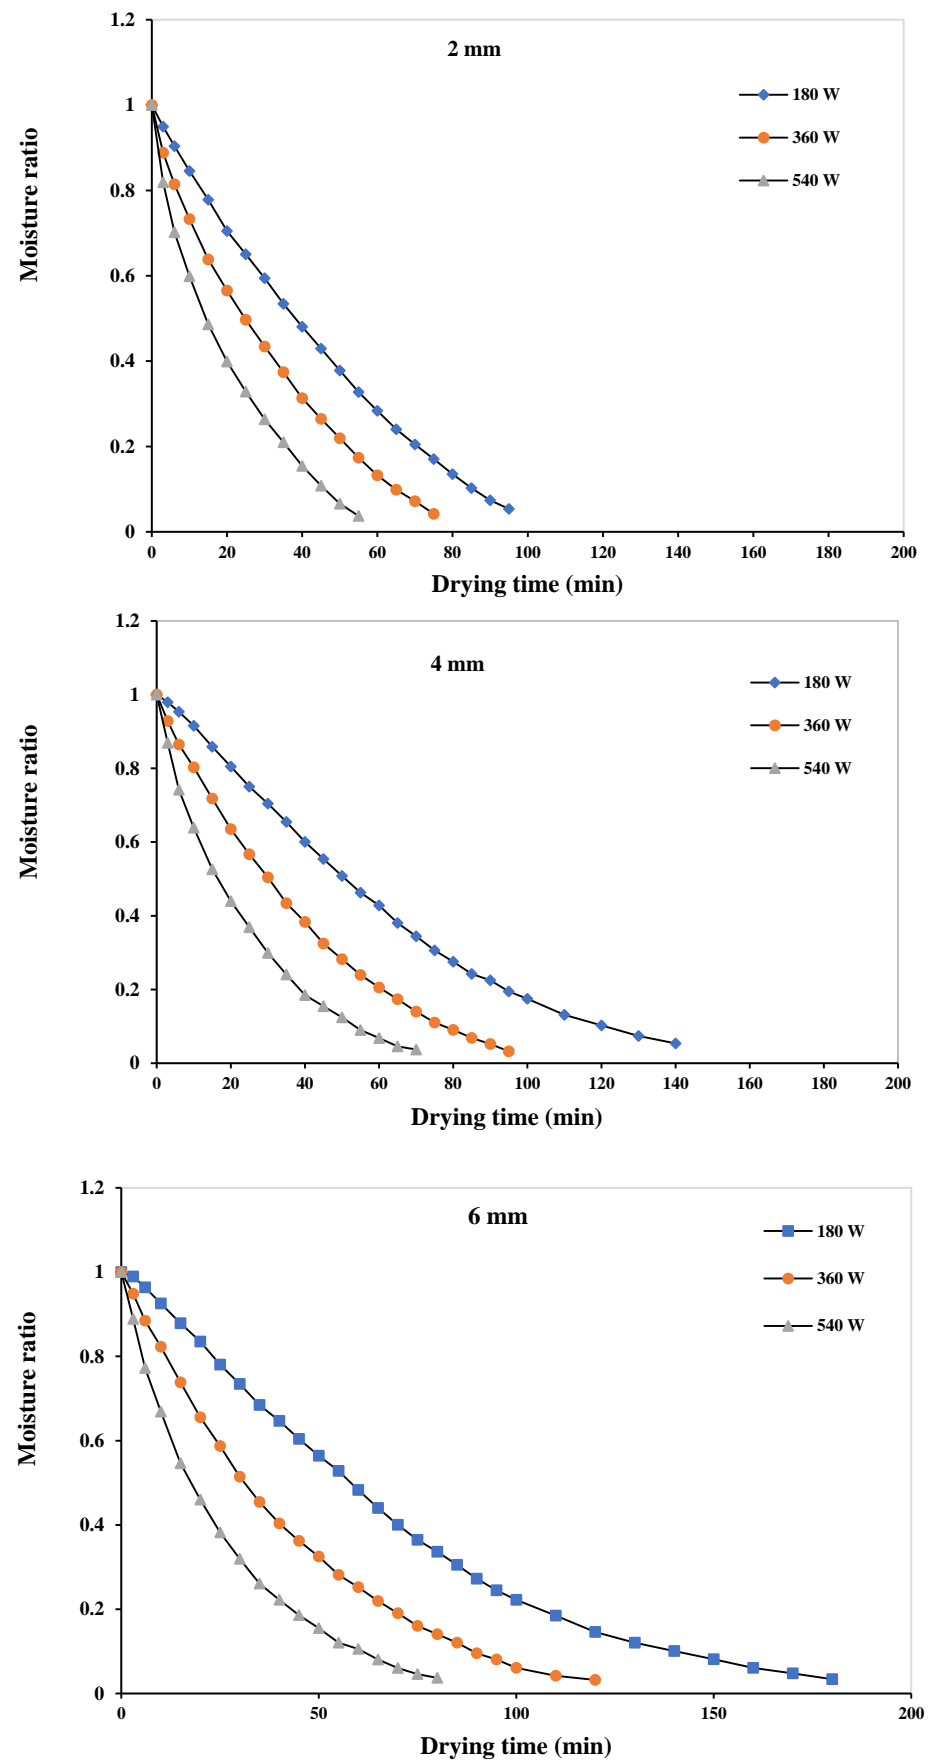 1.2
2 mm
180 W
1
360 W
540 W
0.8
Moisture ratio
0.6
0.4
0.2
0
0 20 40 60 80 100 120 140 160 180 200
Drying time (min)
1.2
4 mm
180 W
1
360 W
540 W
0.8
Moisture ratio
0.6
0.4
0.2
0
0 20 40 60 80 100 120 140 160 180 200
Drying time (min)
1.2
6 mm
180 W
1
360 W
540 W
0.8
Moisture ratio
0.6
0.4
0.2
0
0 50 100 150 200
Drying time (min)